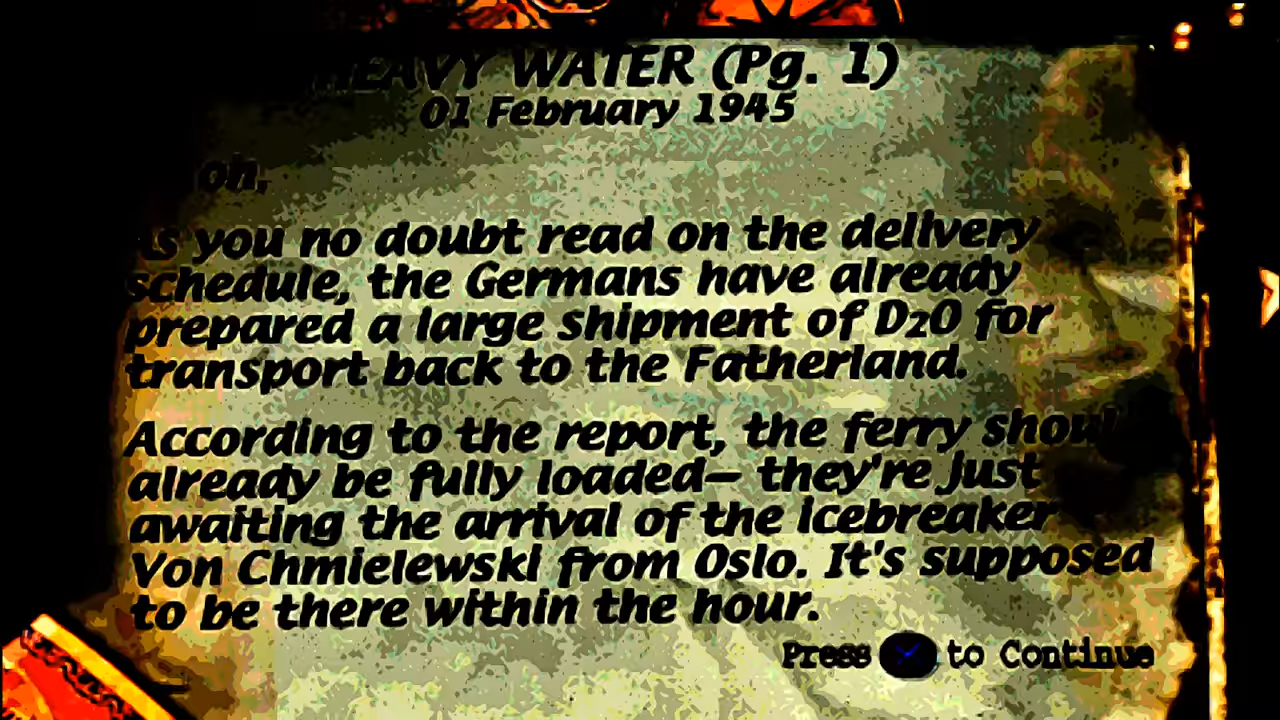 HEAVY WATER (Pg. 1)
01 February 1945
on,
As you no doubt read on the delivery
schedule, the Germans have already
prepared a large shipment of D₂O for
transport back to the Fatherland.
According to the report, the ferry should
already be fully loaded— they're just
awaiting the arrival of the icebreaker
Von Chmielewski from Oslo. It's supposed
to be there within the hour.
Press to Continue